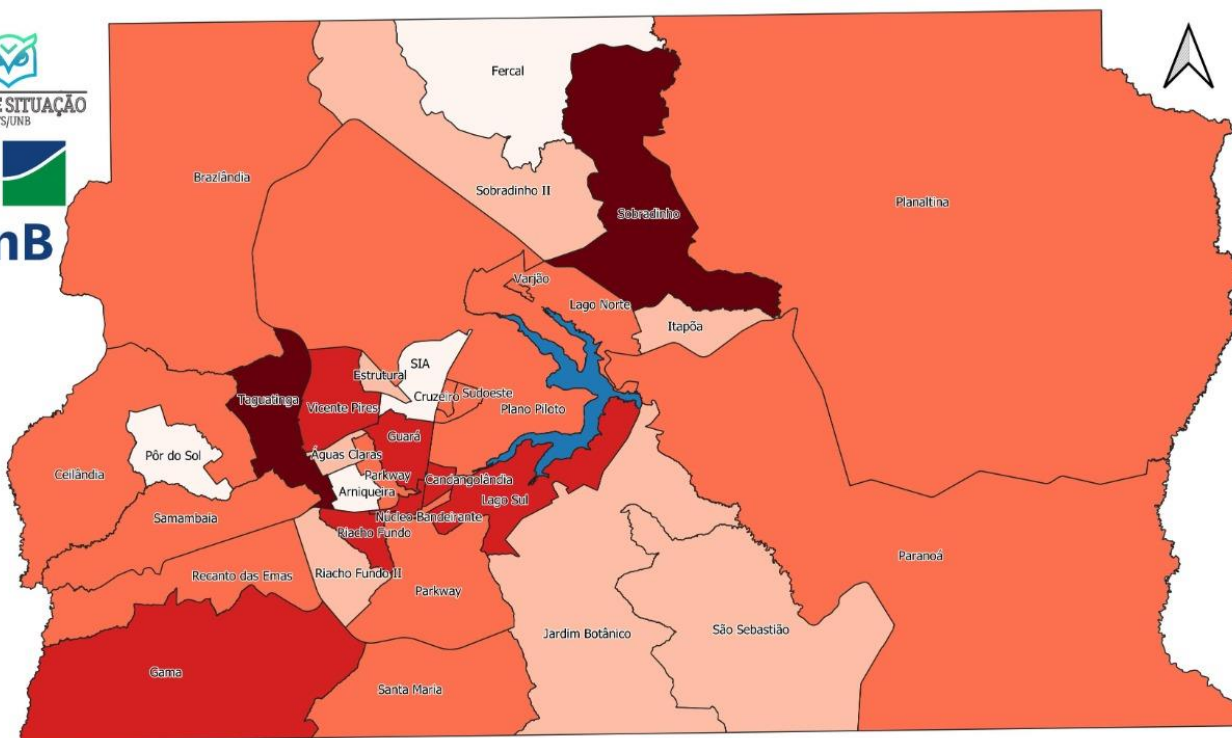 E SITUAÇÃO
S/UNB
nB
Fercal
Brazlândia
Sobradinho II
Planaltina
Sobradinho
Varjão
Lago Norte
Itapõa
SIA
Estrutural
Taguatinga
Vicente Pires
Cruzeiro
Sudoeste
Plano Piloto
Guará
Pôr do Sol
Águas Claras
Ceilândia
Parkway
Candangolândia
Arniqueira
Lago Sul
Samambaia
Núcleo Bandeirante
Riacho Fundo
Paranoá
Recanto das Emas
Riacho Fundo II
Parkway
Jardim Botânico
São Sebastião
Gama
Santa Maria